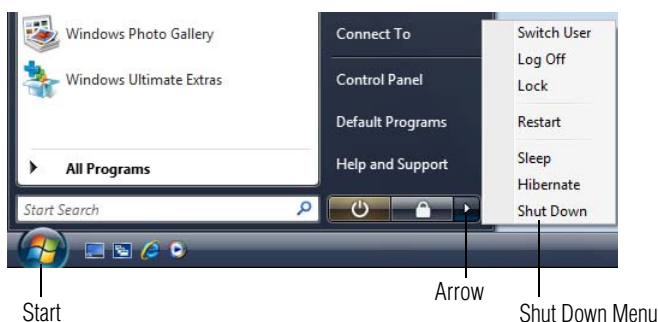 Windows Photo Gallery
Windows Ultimate Extras
All Programs
Start Search
Connect To
Control Panel
Default Programs
Help and Support
Switch User
Log Off
Lock
Restart
Sleep
Hibernate
Shut Down
Start
Arrow
Shut Down Menu